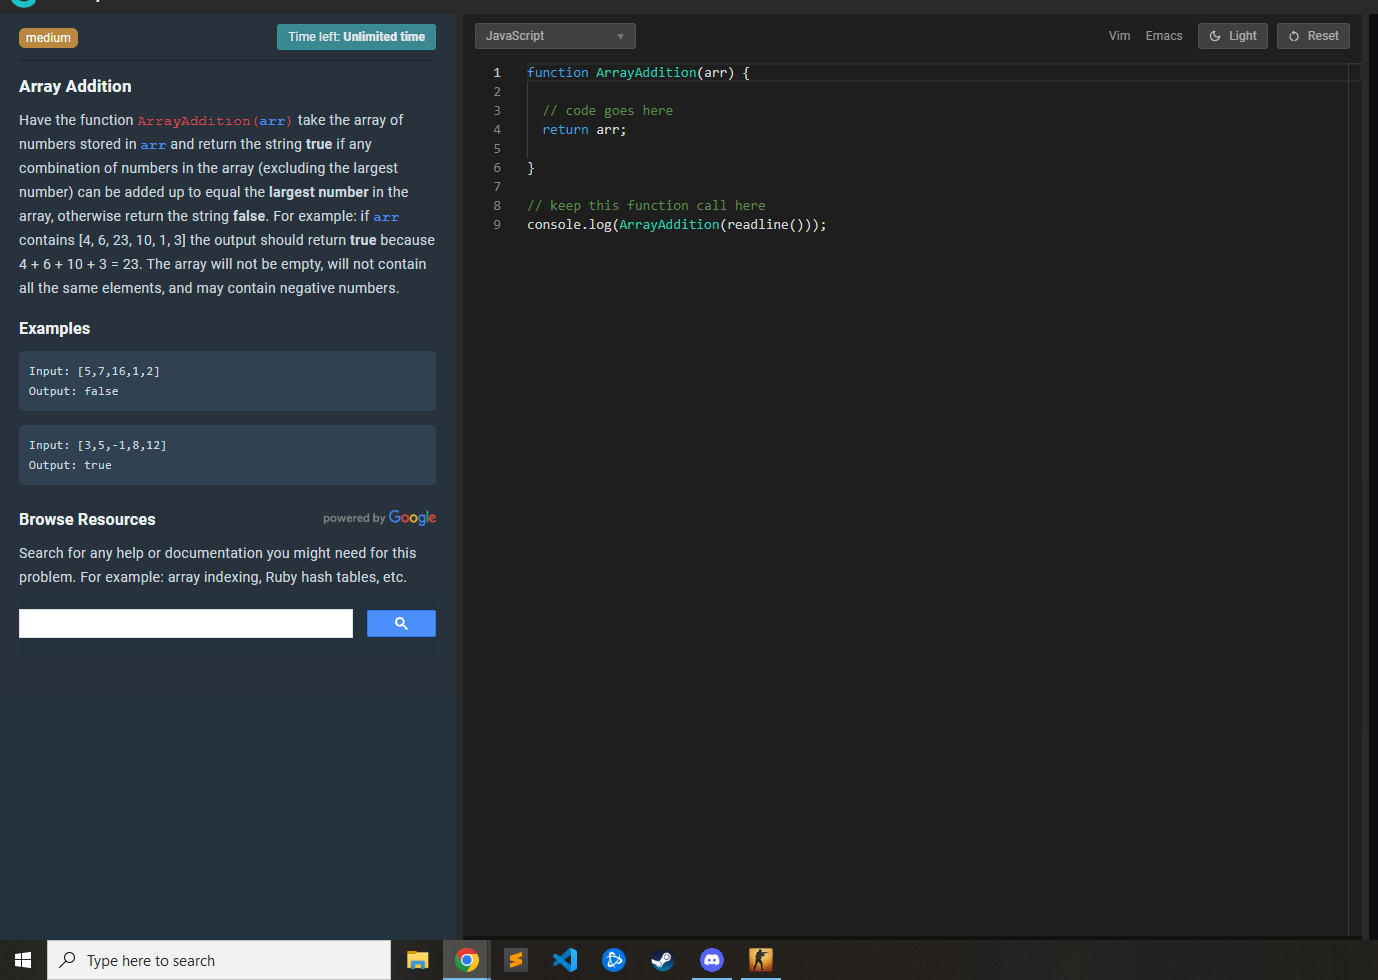 medium
Time left: Unlimited time
Array Addition
Have the function ArrayAddition(arr) take the array of
numbers stored in arr and return the string true if any
combination of numbers in the array (excluding the largest
number) can be added up to equal the largest number in the
array, otherwise return the string false. For example: if arr
contains [4, 6, 23, 10, 1, 3] the output should return true because
4 + 6 + 10 + 3 = 23. The array will not be empty, will not contain
all the same elements, and may contain negative numbers.
Examples
Input: [5,7,16,1,2]
Output: false
Input: [3,5,-1,8,12]
Output: true
Browse Resources
powered by Google
Search for any help or documentation you might need for this
problem. For example: array indexing, Ruby hash tables, etc.
JavaScript
Vim Emacs Light Reset
1 function ArrayAddition(arr) {
2
3 // code goes here
4 return arr;
5
6 }
7
8 // keep this function call here
9 console.log(ArrayAddition(readline()));
Type here to search